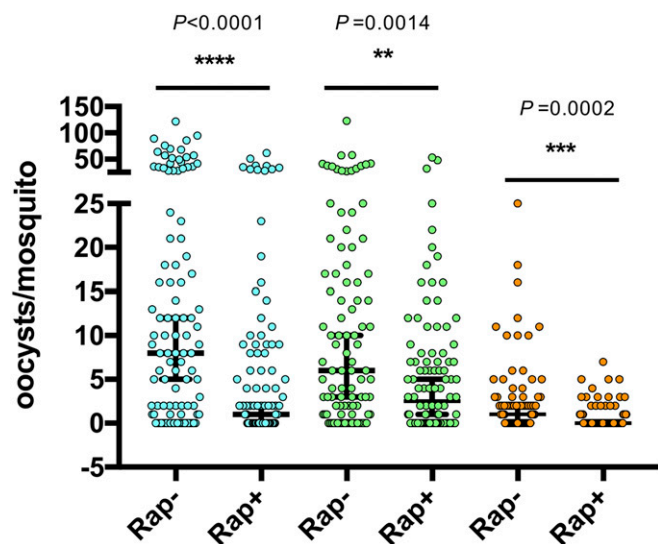 P<0.0001
P=0.0014
****
**
P=0.0002
***
oocysts/mosquito
150
100
50
25
20
15
10
5
0
-5
Rap-
Rap+
Rap-
Rap+
Rap-
Rap+